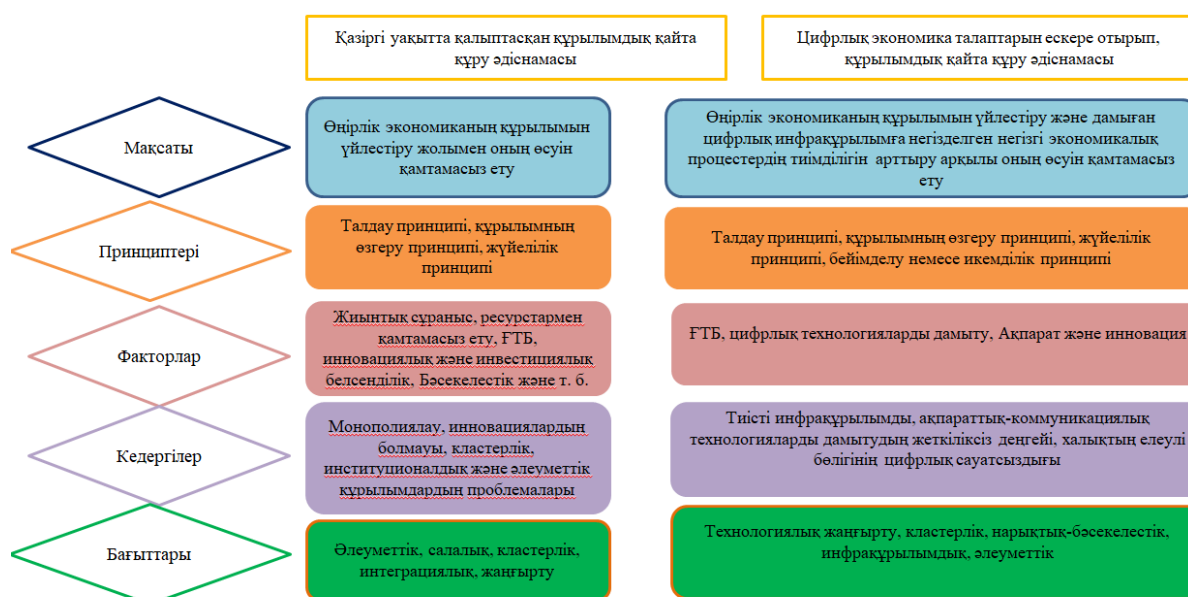 Қазіргі уақытта қалыптасқан құрылымдық қайта
құру әдіснамасы
Цифрлық экономика талаптарын ескере отырып,
құрылымдық қайта құру әдіснамасы
Мақсаты
Өңірлік экономиканың құрылымын
үйлестіру жолымен оның өсуін
қамтамасыз ету
Өңірлік экономиканың құрылымын үйлестіру және дамыған
цифрлық инфрақұрылымға негізделген негізгі экономикалық
процестердің тиімділігін арттыру арқылы оның өсуін қамтамасыз
ету
Принциптері
Талдау принципі, құрылымның
өзгеру принципі, жүйелілік
принципі
Талдау принципі, құрылымның өзгеру принципі, жүйелілік
принципі, бейімделу немесе икемділік принципі
Факторлар
Жиынтық сұраныс, ресурстармен
қамтамасыз ету, ҒТБ,
инновациялық және инвестициялық
белсенділік, Бәсекелестік және т. б.
ҒТБ, цифрлық технологияларды дамыту, Ақпарат және инновация
Кедергілер
Монополиялау, инновациялардың
болмауы, кластерлік,
институционалдық және әлеуметтік
құрылымдардың проблемалары
Тиісті инфрақұрылымды, ақпараттық-коммуникациялық
технологияларды дамытудың жеткіліксіз деңгейі, халықтың елеулі
бөлігінің цифрлық сауатсыздығы
Бағыттары
Әлеуметтік, салалық, кластерлік,
интеграциялық, жаңғырту
Технологиялық жаңғырту, кластерлік, нарықтық-бәсекелестік,
инфрақұрылымдық, әлеуметтік